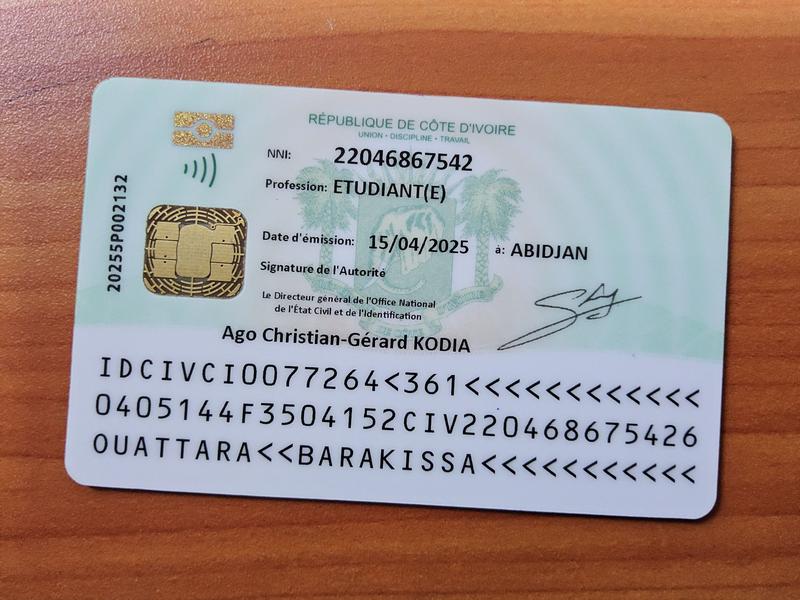 RÉPUBLIQUE DE CÔTE D'IVOIRE
UNION - DISCIPLINE - TRAVAIL
NNI: 22046867542
Profession: ETUDIANT(E)
20255P002132
Date d'émission: 15/04/2025 à: ABIDJAN
Signature de l'Autorité
Le Directeur général de l'Office National
de l'État Civil et de l'Identification
Ago Christian-Gérard KODIA
IDCIVCI0077264<361<<<<<<<<<<<<
0405144F3504152CIV220468675426
OUATTARA<<BARAKISSA<<<<<<<<<<<